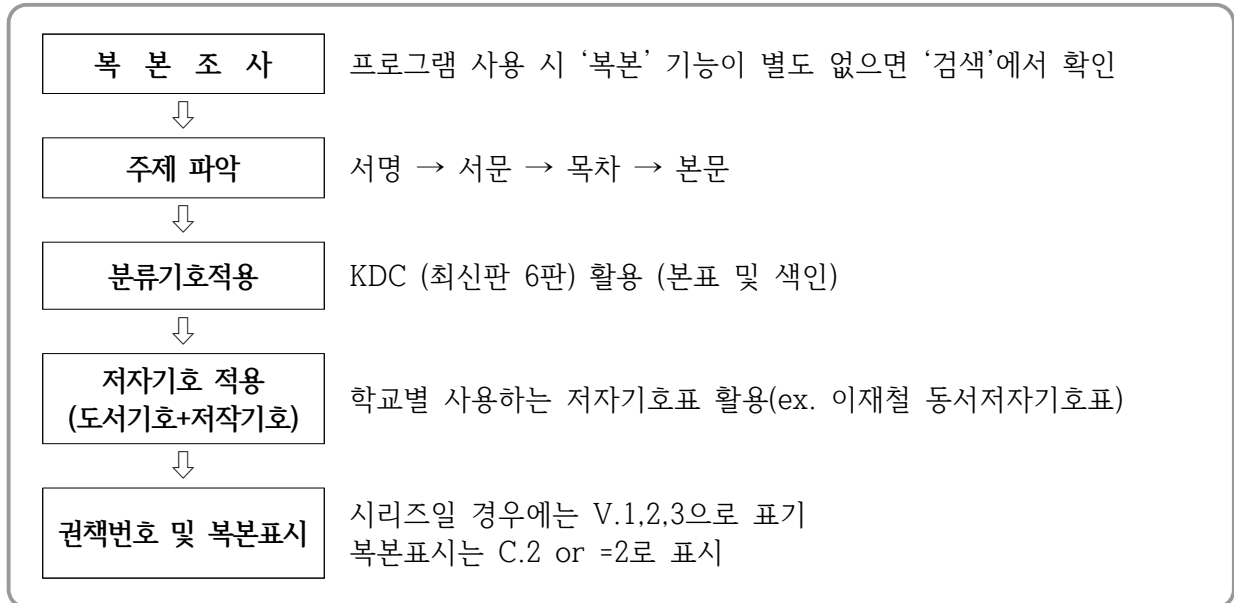 복 본 조 사
프로그램 사용 시 ‘복본’ 기능이 별도 없으면 ‘검색’에서 확인
⇩
주제 파악
서명 → 서문 → 목차 → 본문
⇩
분류기호적용
KDC (최신판 6판) 활용 (본표 및 색인)
⇩
저자기호 적용
(도서기호+저작기호)
학교별 사용하는 저자기호표 활용(ex. 이재철 동서저자기호표)
⇩
권책번호 및 복본표시
시리즈일 경우에는 V.1,2,3으로 표기
복본표시는 C.2 or =2로 표시